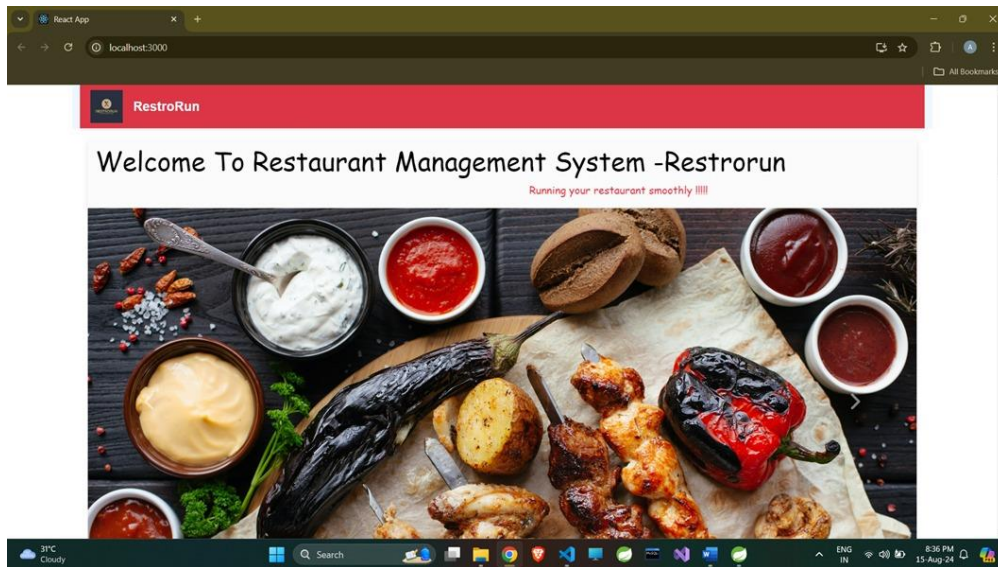 React App
localhost:3000
All Bookmarks
RestroRun
Welcome To Restaurant Management System -Restrorun
Running your restaurant smoothly !!!!!
31°C
Cloudy
Search
ENG
IN
8:36 PM
15-Aug-24